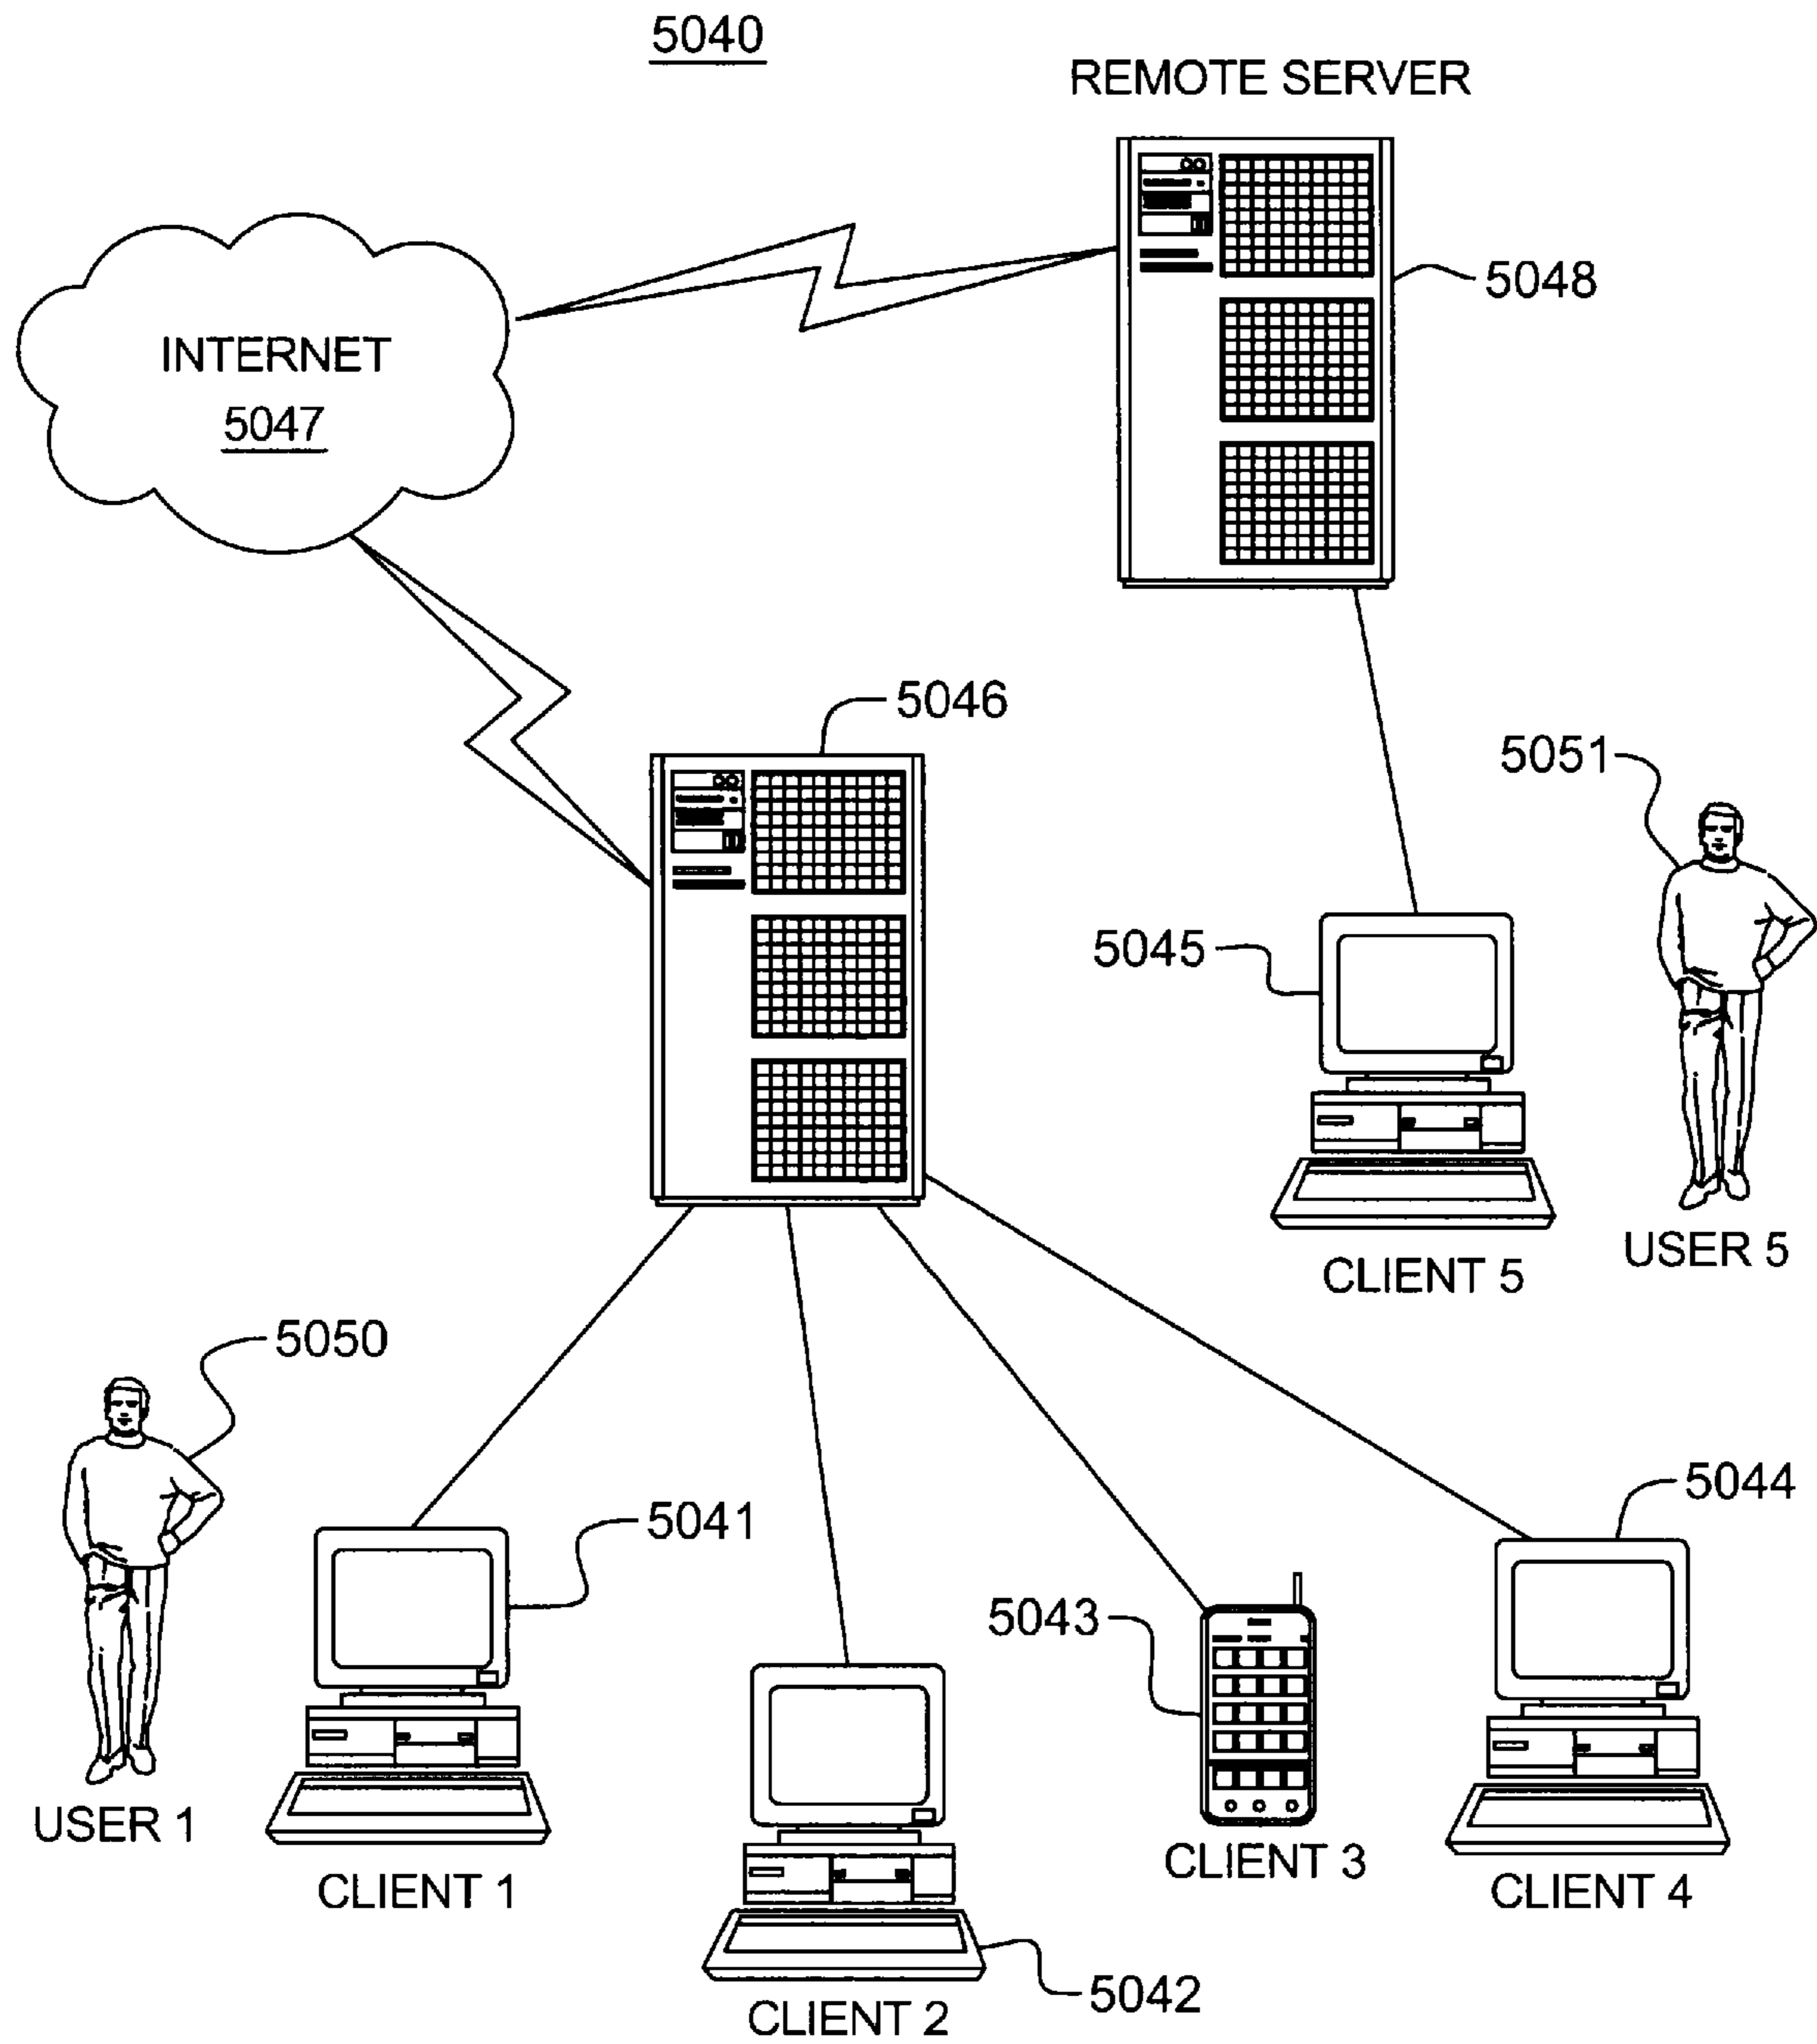 5040
REMOTE SERVER
5048
INTERNET
5047
5046
5051
5045
USER 5
CLIENT 5
5050
5041
5044
5043
USER 1
CLIENT 1
CLIENT 3
CLIENT 4
5042
CLIENT 2